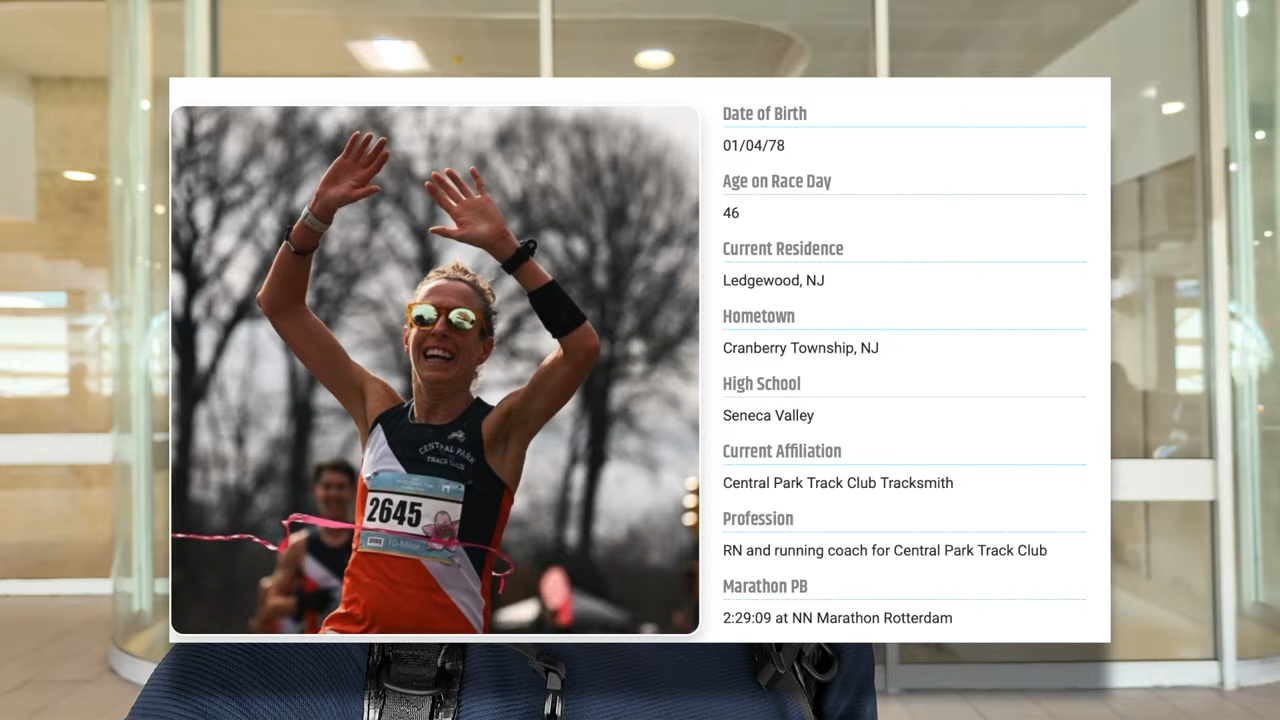 CENTRAL PARK
TRACK CLUB
2645
10-Miler
Date of Birth
01/04/78
Age on Race Day
46
Current Residence
Ledgewood, NJ
Hometown
Cranberry Township, NJ
High School
Seneca Valley
Current Affiliation
Central Park Track Club Tracksmith
Profession
RN and running coach for Central Park Track Club
Marathon PB
2:29:09 at NN Marathon Rotterdam